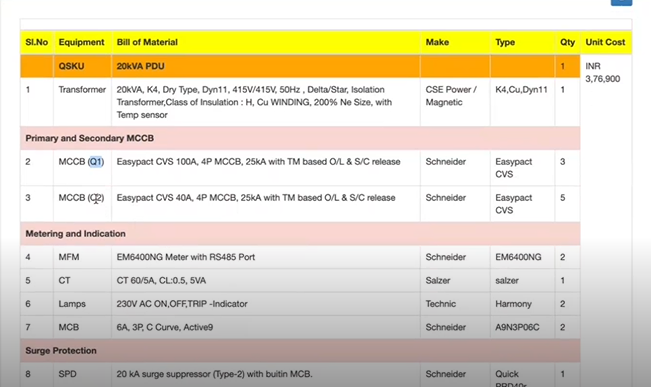 Sl.No Equipment Bill of Material Make Type Qty Unit Cost
QSKU 20kVA PDU 1 INR
3,76,900
1 Transformer 20kVA, K4, Dry Type, Dyn11, 415V/415V, 50Hz , Delta/Star, Isolation CSE Power / K4,Cu,Dyn11 1
Transformer,Class of Insulation : H, Cu WINDING, 200% Ne Size, with Magnetic
Temp sensor
Primary and Secondary MCCB
2 MCCB (Q1) Easypact CVS 100A, 4P MCCB, 25kA with TM based O/L & S/C release Schneider Easypact 3
CVS
3 MCCB (Q2) Easypact CVS 40A, 4P MCCB, 25kA with TM based O/L & S/C release Schneider Easypact 5
CVS
Metering and Indication
4 MFM EM6400NG Meter with RS485 Port Schneider EM6400NG 2
5 CT CT 60/5A, CL:0.5, 5VA Salzer salzer 1
6 Lamps 230V AC ON,OFF,TRIP -Indicator Technic Harmony 2
7 MCB 6A, 3P, C Curve, Active9 Schneider A9N3P06C 2
Surge Protection
8 SPD 20 kA surge suppressor (Type-2) with buitin MCB. Schneider Quick 1